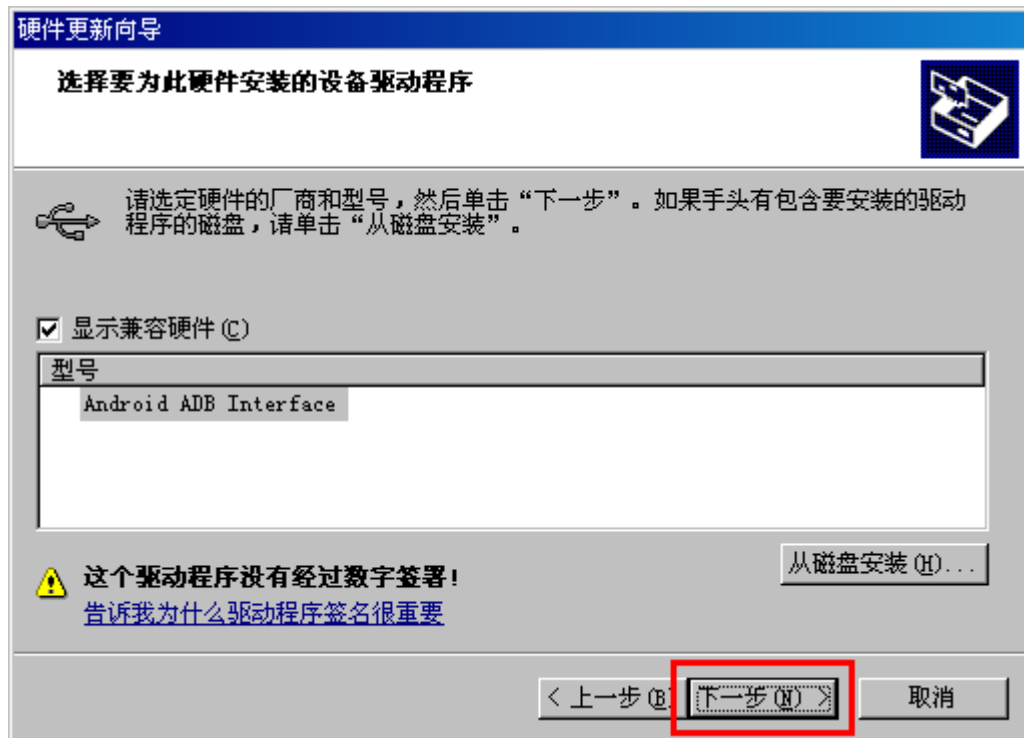 硬件更新向导
选择要为此硬件安装的设备驱动程序
请选定硬件的厂商和型号，然后单击“下一步”。如果手头有包含要安装的驱动
程序的磁盘，请单击“从磁盘安装”。
显示兼容硬件(C)
型号
Android ADB Interface
从磁盘安装(H)...
这个驱动程序没有经过数字签署!
告诉我为什么驱动程序签名很重要
< 上一步(B) 下一步(N) > 取消